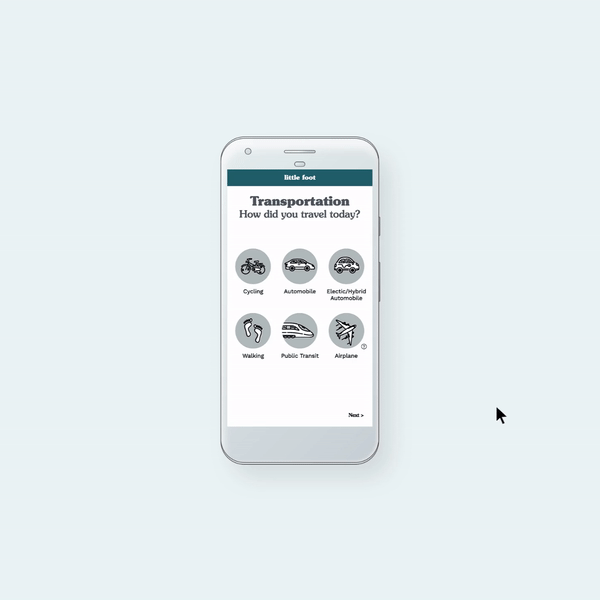 little foot
Transportation
How did you travel today?
Cycling
Automobile
Electic/Hybrid
Automobile
Walking
Public Transit
Airplane
?
Next >